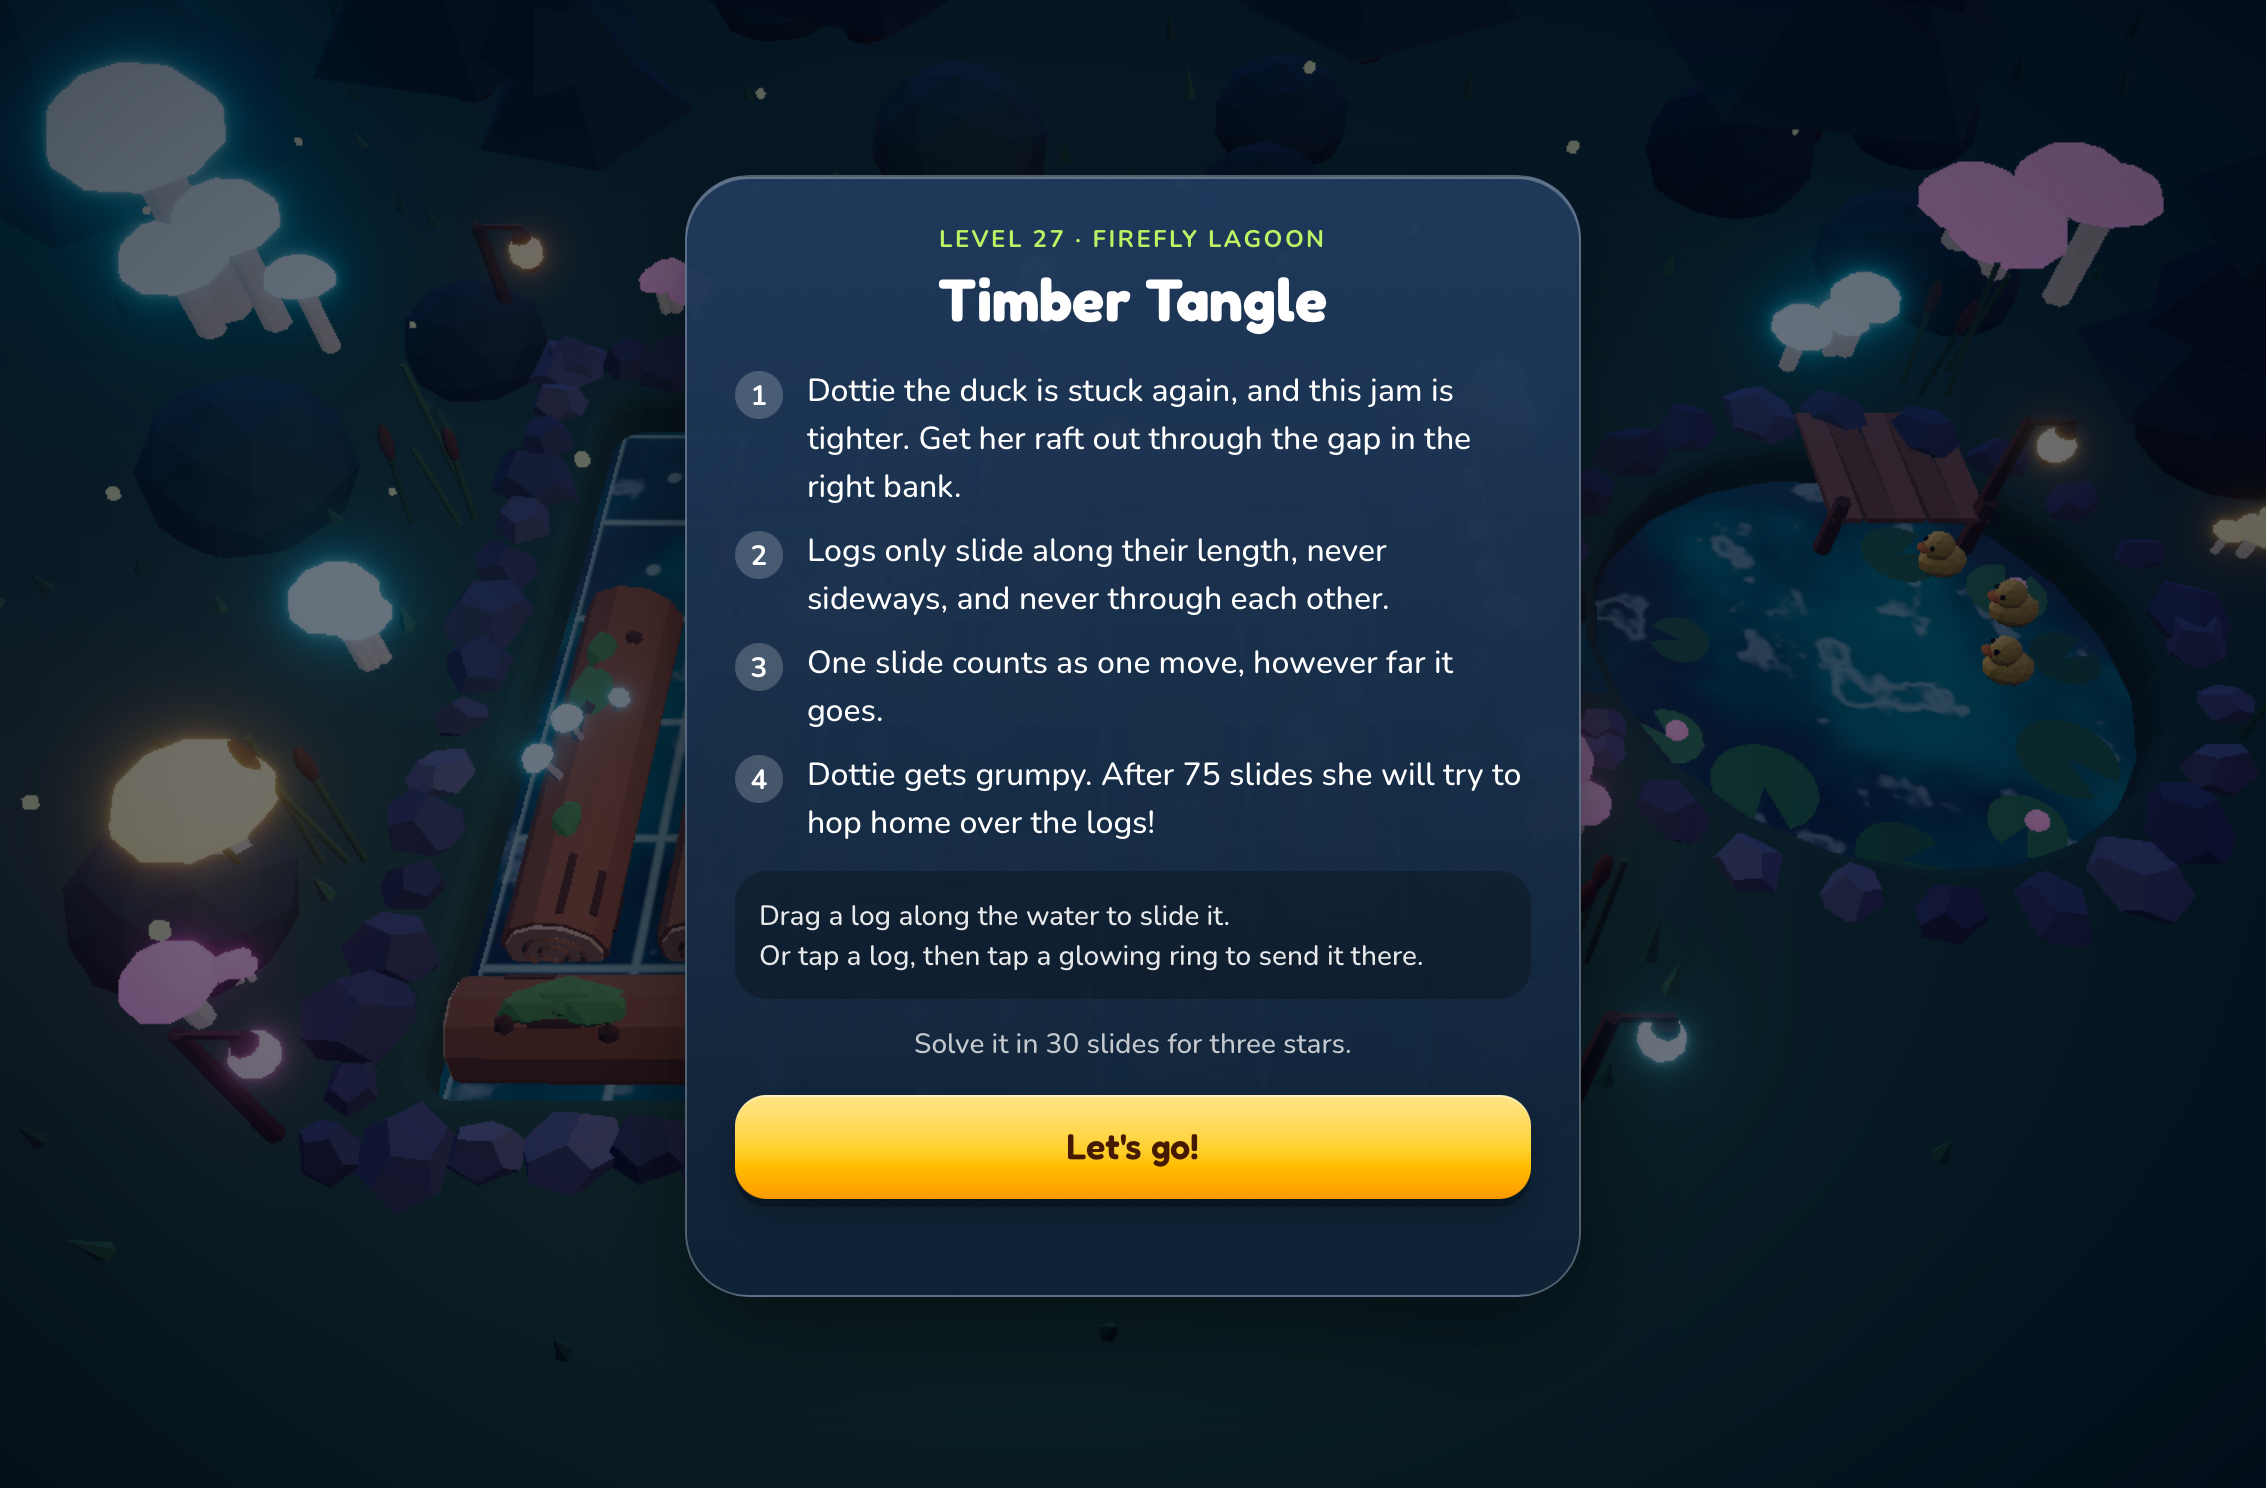 LEVEL 27 · FIREFLY LAGOON
Timber Tangle
1 Dottie the duck is stuck again, and this jam is
tighter. Get her raft out through the gap in the
right bank.
2 Logs only slide along their length, never
sideways, and never through each other.
3 One slide counts as one move, however far it
goes.
4 Dottie gets grumpy. After 75 slides she will try to
hop home over the logs!
Drag a log along the water to slide it.
Or tap a log, then tap a glowing ring to send it there.
Solve it in 30 slides for three stars.
Let's go!